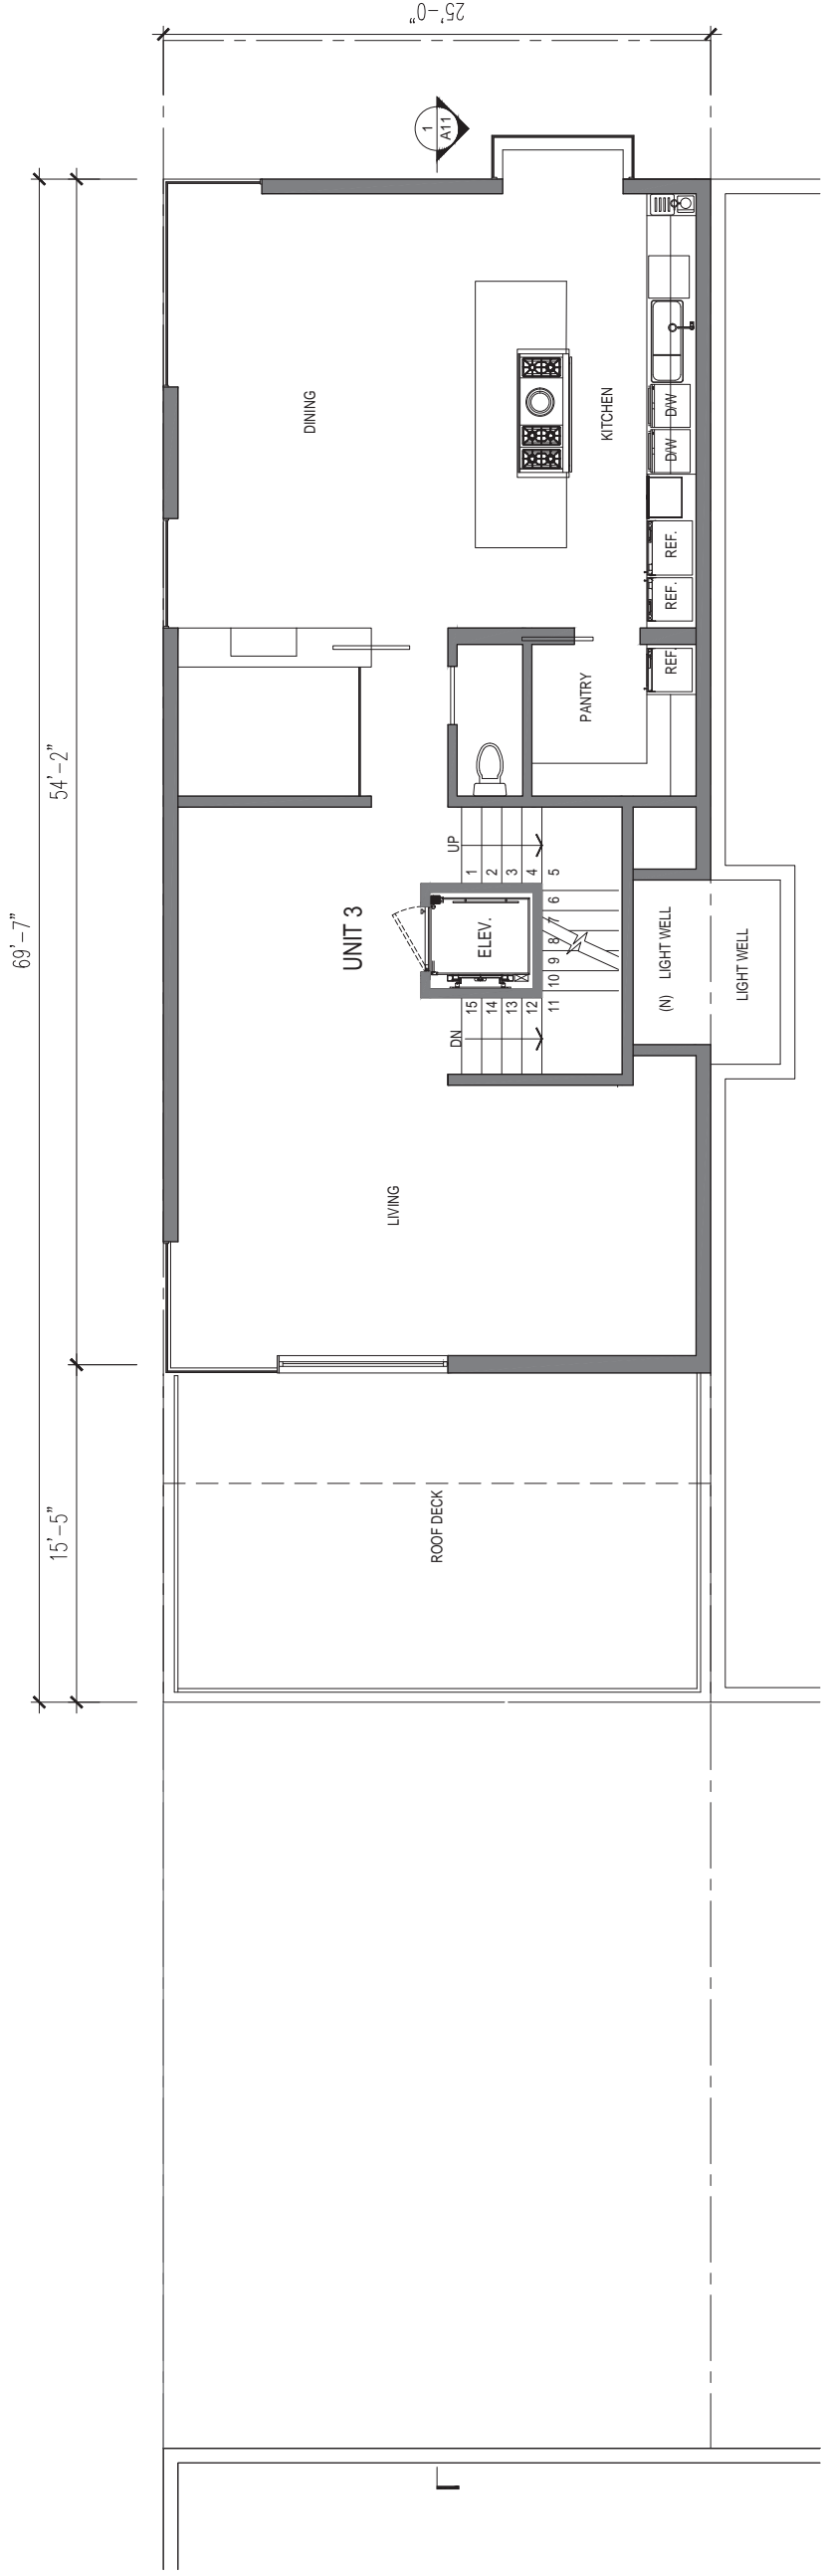 25'-0"
69'-7"
54'-2"
15'-5"
1
A11
DINING
KITCHEN
D/W
D/W
REF.
REF.
REF.
PANTRY
UP
1
2
3
4
5
6
7
8
9
10
11
12
13
14
15
DN
ELEV.
UNIT 3
(N) LIGHT WELL
LIGHT WELL
LIVING
ROOF DECK